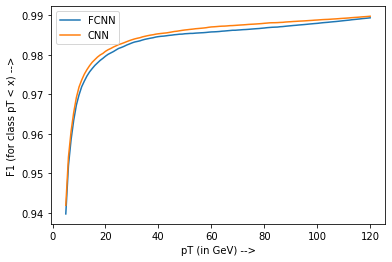 0.99
FCNN
CNN
0.98
0.97
0.96
0.95
0.94
F1 (for class pT < x) -->
0 20 40 60 80 100 120
pT (in GeV) -->